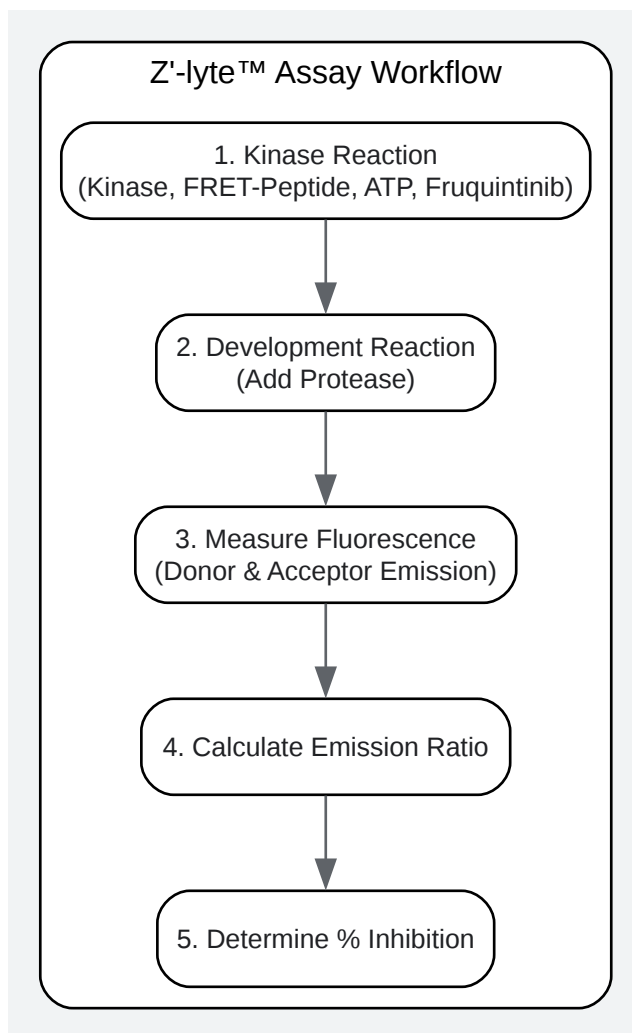 Z'-lyte™ Assay Workflow
1. Kinase Reaction
(Kinase, FRET-Peptide, ATP, Fruquintinib)
2. Development Reaction
(Add Protease)
3. Measure Fluorescence
(Donor & Acceptor Emission)
4. Calculate Emission Ratio
5. Determine % Inhibition